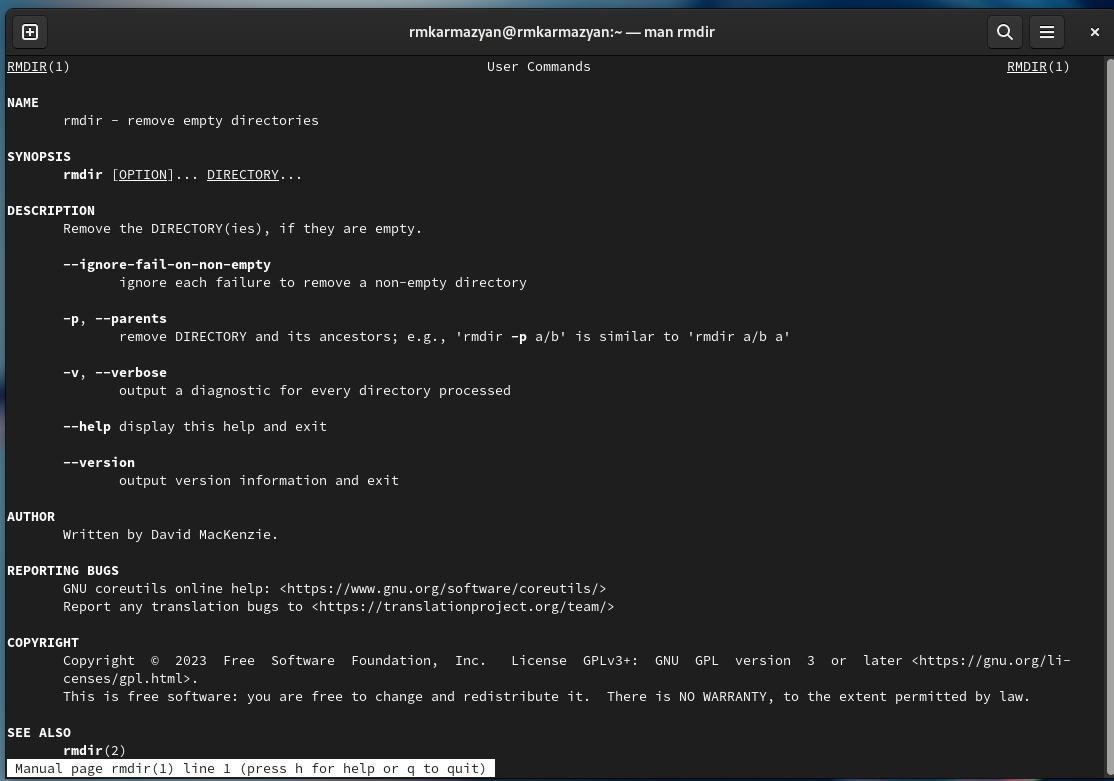 rmkarmazyan@rmkarmazyan:~ — man rmdir
RMDIR(1) User Commands RMDIR(1)
NAME
rmdir - remove empty directories
SYNOPSIS
rmdir [OPTION]... DIRECTORY...
DESCRIPTION
Remove the DIRECTORY(ies), if they are empty.
--ignore-fail-on-non-empty
ignore each failure to remove a non-empty directory
-p, --parents
remove DIRECTORY and its ancestors; e.g., 'rmdir -p a/b' is similar to 'rmdir a/b a'
-v, --verbose
output a diagnostic for every directory processed
--help display this help and exit
--version
output version information and exit
AUTHOR
Written by David MacKenzie.
REPORTING BUGS
GNU coreutils online help: <https://www.gnu.org/software/coreutils/>
Report any translation bugs to <https://translationproject.org/team/>
COPYRIGHT
Copyright © 2023 Free Software Foundation, Inc. License GPLv3+: GNU GPL version 3 or later <https://gnu.org/li-
censes/gpl.html>.
This is free software: you are free to change and redistribute it. There is NO WARRANTY, to the extent permitted by law.
SEE ALSO
rmdir(2)
Manual page rmdir(1) line 1 (press h for help or q to quit)